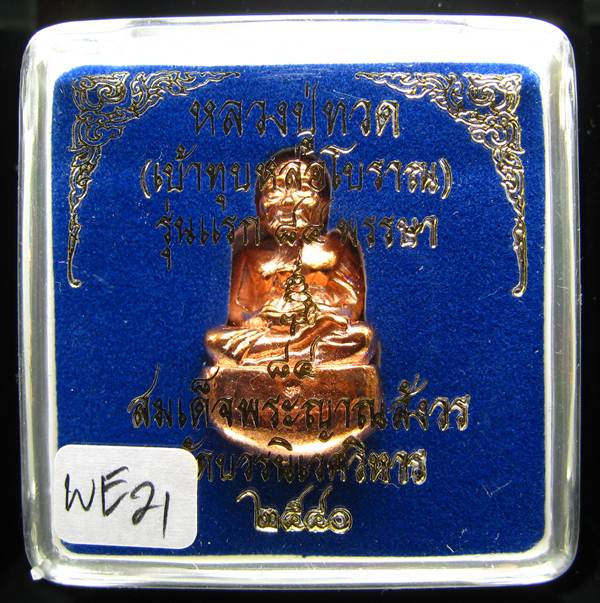 หลวงปู่ทวด
(เบ้าทุบหล่อโบราณ)
รุ่นแรก ๘๔ พรรษา
๘๔
สมเด็จพระญาณสังวร
วัดบวรนิเวศวิหาร
๒๕๔๐
WE21